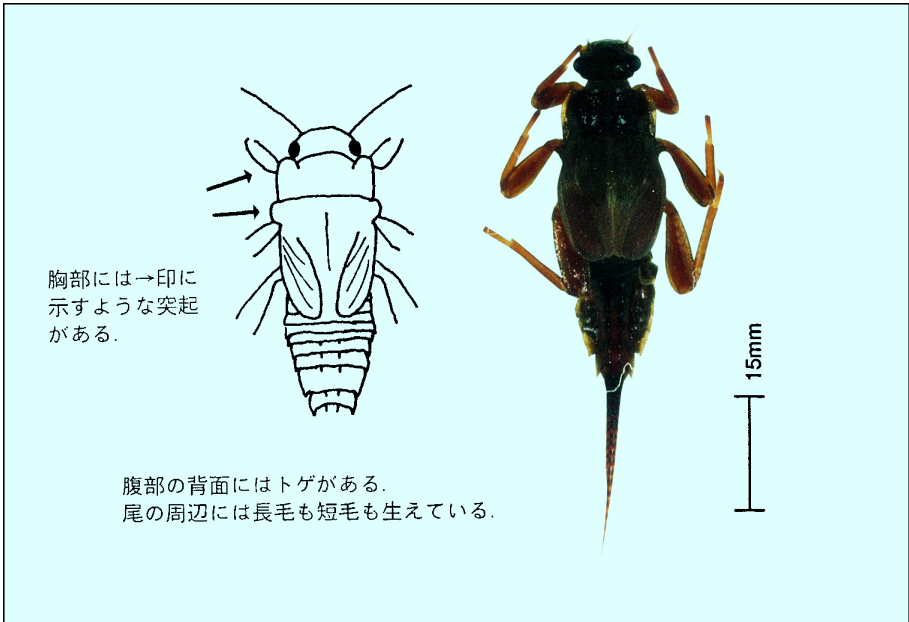 胸部には→印に
示すような突起
がある.
15mm
腹部の背面にはトゲがある.
尾の周辺には長毛も短毛も生えている.